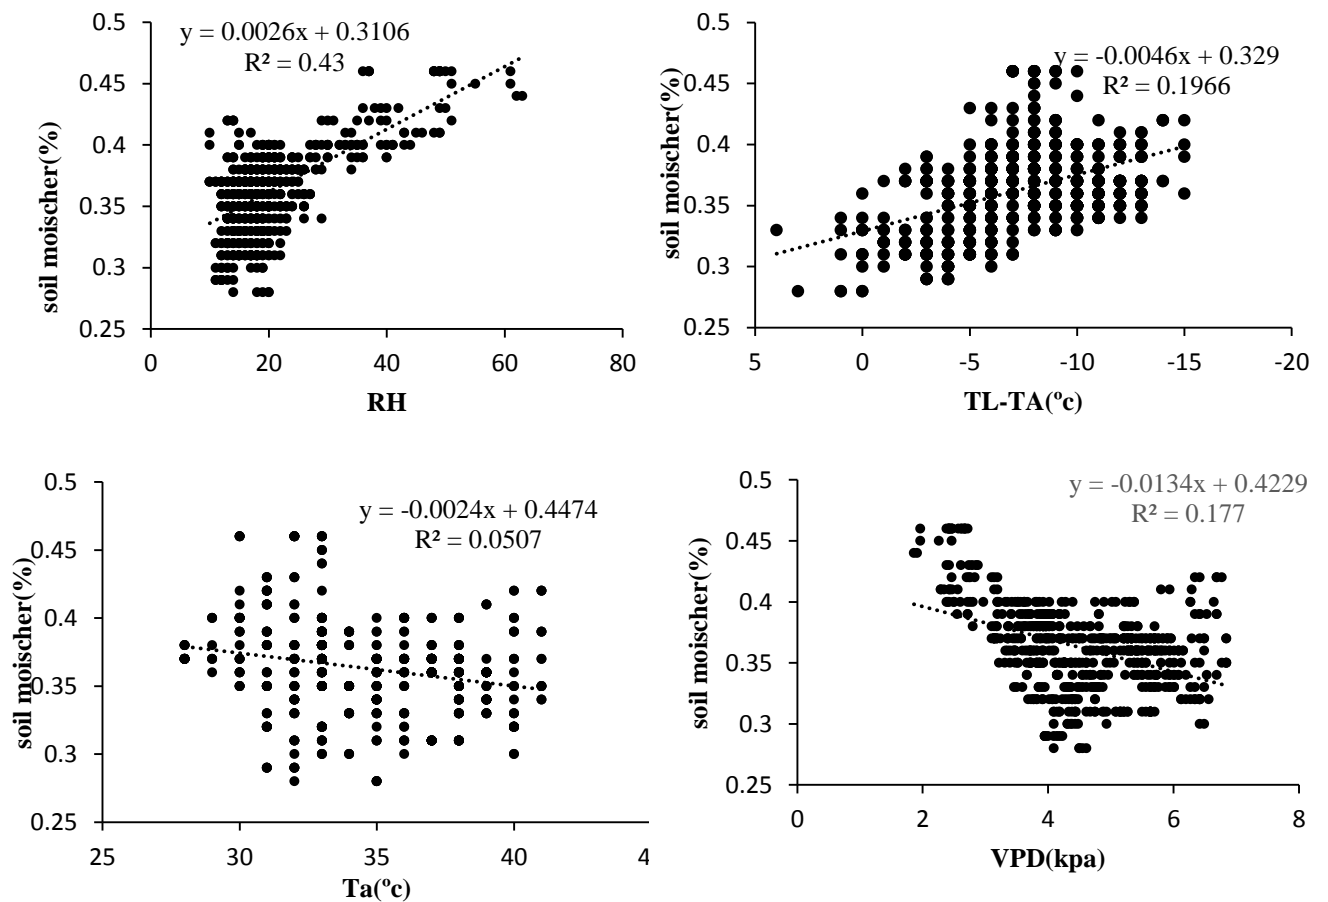 y = 0.0026x + 0.3106
R² = 0.43
0.5
0.45
0.4
0.35
0.3
0.25
soil moischer(%)
0 20 40 60 80
RH
y = -0.0046x + 0.329
R² = 0.1966
0.5
0.45
0.4
0.35
0.3
0.25
soil moischer(%)
5 0 -5 -10 -15 -20
TL-TA(ºc)
y = -0.0024x + 0.4474
R² = 0.0507
0.5
0.45
0.4
0.35
0.3
0.25
soil moischer(%)
25 30 35 40 4
Ta(ºc)
y = -0.0134x + 0.4229
R² = 0.177
0.5
0.45
0.4
0.35
0.3
0.25
soil moischer(%)
0 2 4 6 8
VPD(kpa)